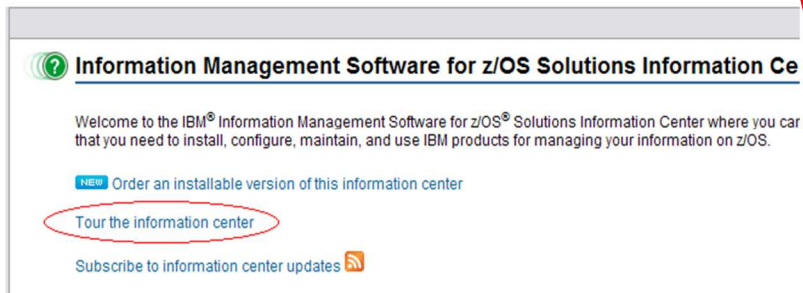 Information Management Software for z/OS Solutions Information Ce
Welcome to the IBM® Information Management Software for z/OS® Solutions Information Center where you car
that you need to install, configure, maintain, and use IBM products for managing your information on z/OS.
NEW Order an installable version of this information center
Tour the information center
Subscribe to information center updates